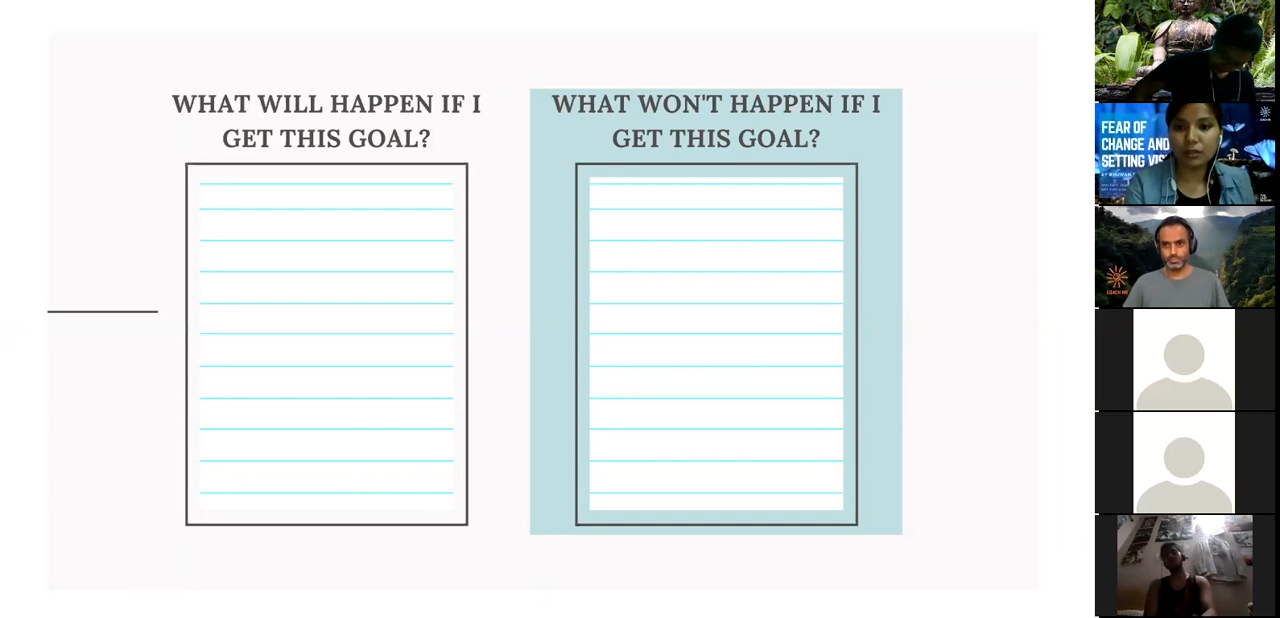 WHAT WILL HAPPEN IF I
GET THIS GOAL?
WHAT WON'T HAPPEN IF I
GET THIS GOAL?
FEAR OF
CHANGE AND
SETTING
COACH